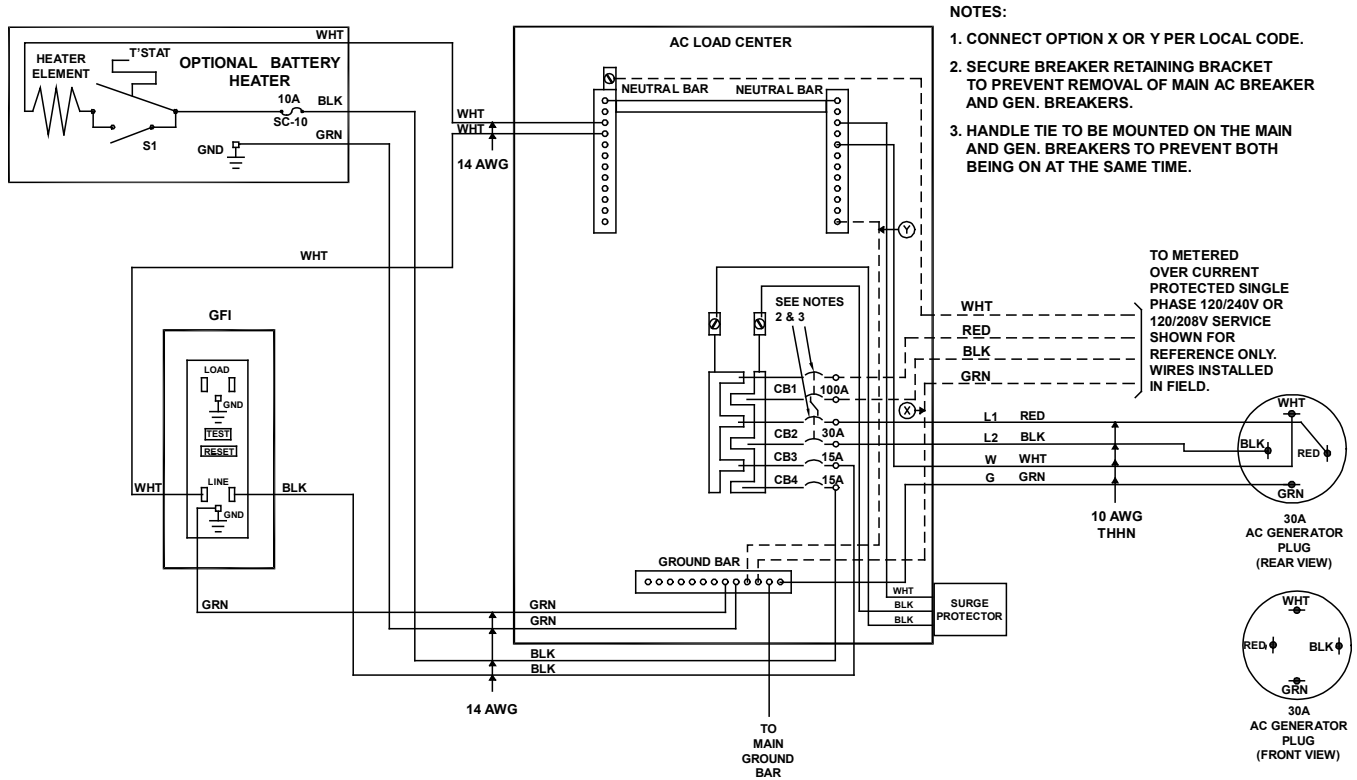 NOTES:
1. CONNECT OPTION X OR Y PER LOCAL CODE.
2. SECURE BREAKER RETAINING BRACKET
TO PREVENT REMOVAL OF MAIN AC BREAKER
AND GEN. BREAKERS.
3. HANDLE TIE TO BE MOUNTED ON THE MAIN
AND GEN. BREAKERS TO PREVENT BOTH
BEING ON AT THE SAME TIME.
WHT
T'STAT
HEATER
ELEMENT
OPTIONAL BATTERY
HEATER
10A
SC-10
BLK
GRN
S1
GND
WHT
WHT
14 AWG
AC LOAD CENTER
NEUTRAL BAR
NEUTRAL BAR
Y
WHT
GFI
LOAD
GND
TEST
RESET
LINE
GND
WHT
BLK
GRN
SEE NOTES
2 & 3
CB1
100A
CB2
30A
CB3
15A
CB4
15A
X
WHT
RED
BLK
GRN
TO METERED
OVER CURRENT
PROTECTED SINGLE
PHASE 120/240V OR
120/208V SERVICE
SHOWN FOR
REFERENCE ONLY.
WIRES INSTALLED
IN FIELD.
L1 RED
L2 BLK
W WHT
G GRN
10 AWG
THHN
WHT
BLK
RED
GRN
30A
AC GENERATOR
PLUG
(REAR VIEW)
GROUND BAR
WHT
BLK
BLK
SURGE
PROTECTOR
GRN
GRN
BLK
BLK
14 AWG
TO
MAIN
GROUND
BAR
WHT
RED
BLK
GRN
30A
AC GENERATOR
PLUG
(FRONT VIEW)